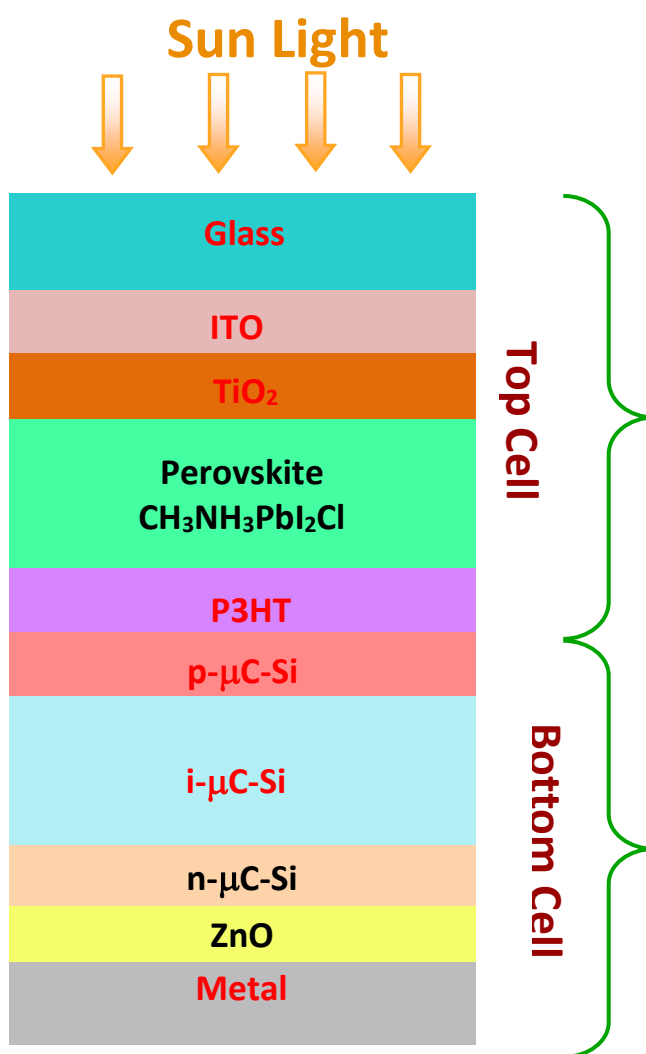 Sun Light
Glass
ITO
TiO₂
Perovskite
CH₃NH₃PbI₂Cl
P3HT
p-μC-Si
i-μC-Si
n-μC-Si
ZnO
Metal
Top Cell
Bottom Cell